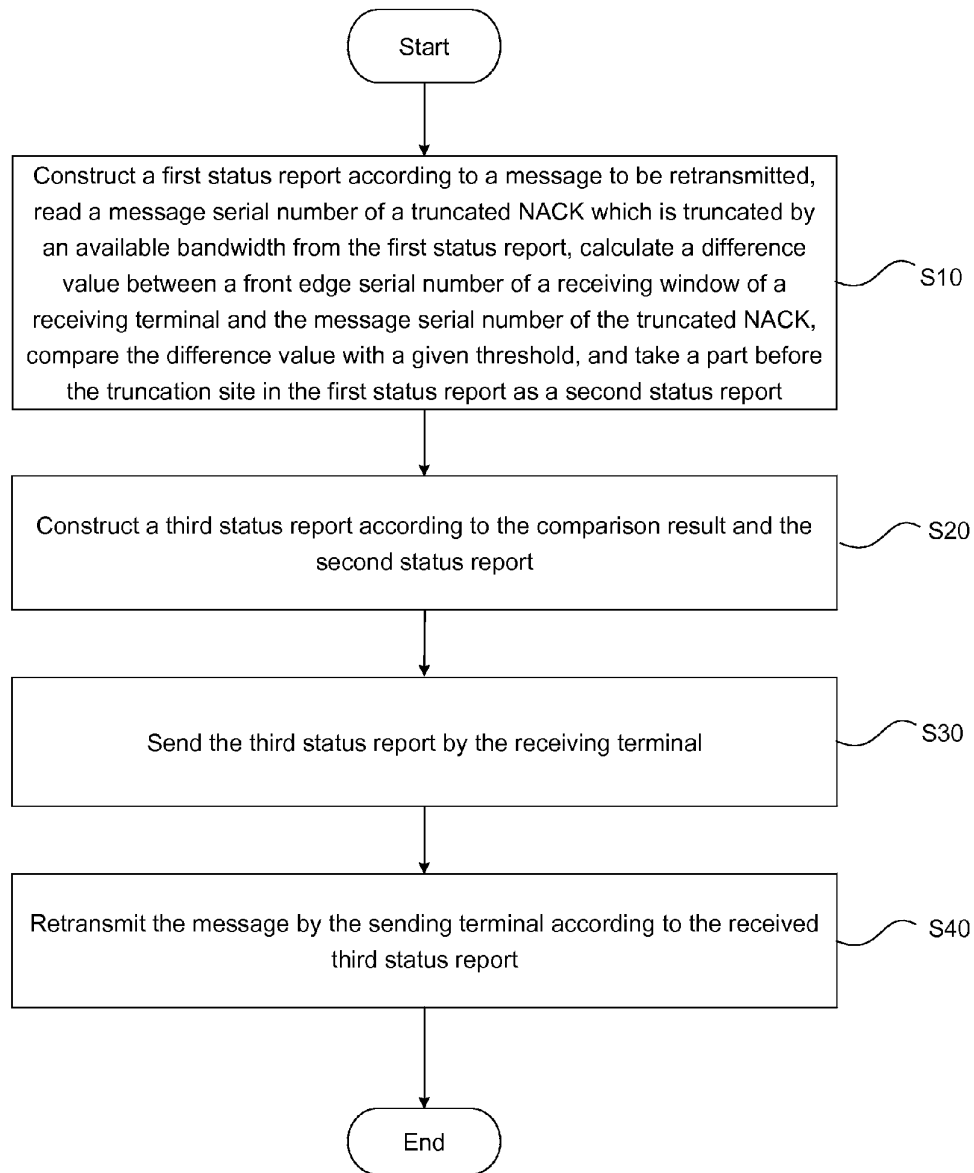 Start
Construct a first status report according to a message to be retransmitted,
read a message serial number of a truncated NACK which is truncated by
an available bandwidth from the first status report, calculate a difference
value between a front edge serial number of a receiving window of a
receiving terminal and the message serial number of the truncated NACK,
compare the difference value with a given threshold, and take a part before
the truncation site in the first status report as a second status report
S10
Construct a third status report according to the comparison result and the
second status report
S20
Send the third status report by the receiving terminal
S30
Retransmit the message by the sending terminal according to the received
third status report
S40
End